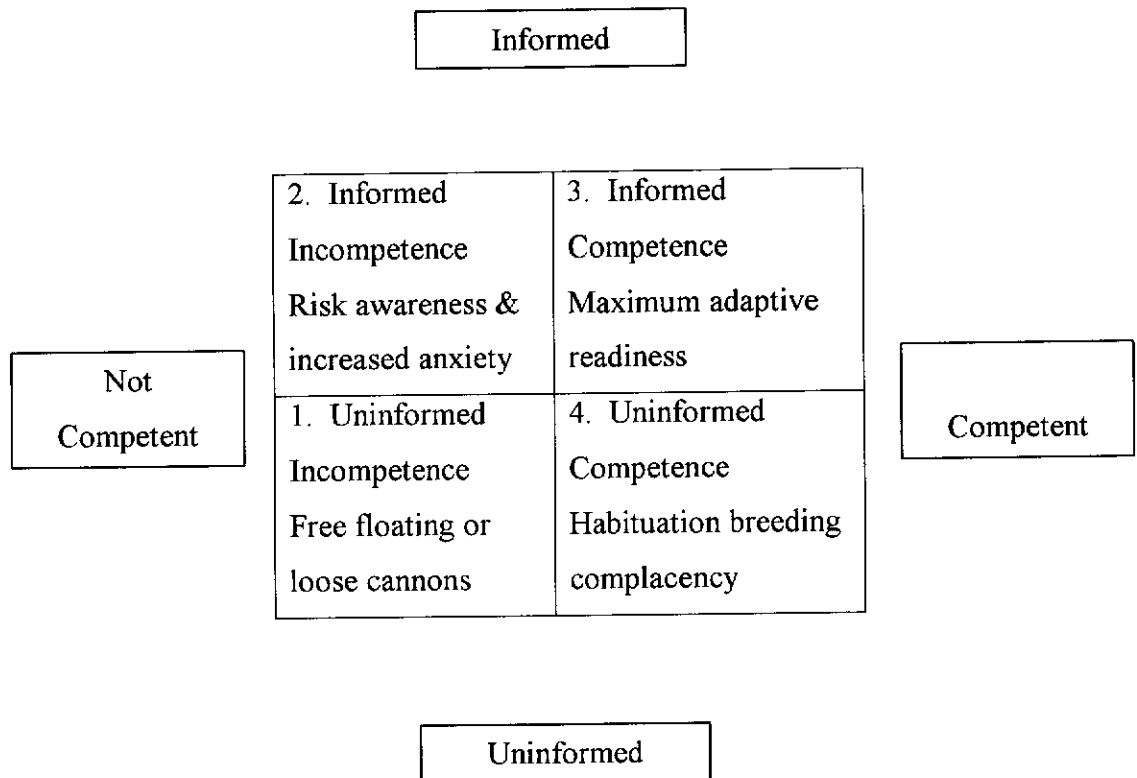 Informed
2. Informed
Incompetence
Risk awareness &
increased anxiety
3. Informed
Competence
Maximum adaptive
readiness
Not
Competent
1. Uninformed
Incompetence
Free floating or
loose cannons
4. Uninformed
Competence
Habituation breeding
complacency
Competent
Uninformed